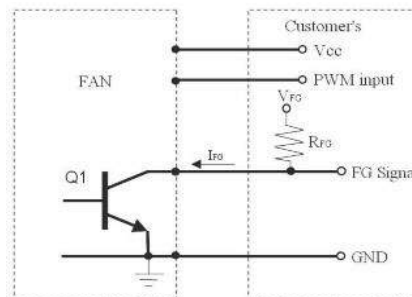 Customer's
Vcc
FAN
PWM input
VFG
RFG
Q1
IFG
FG Signa
GND